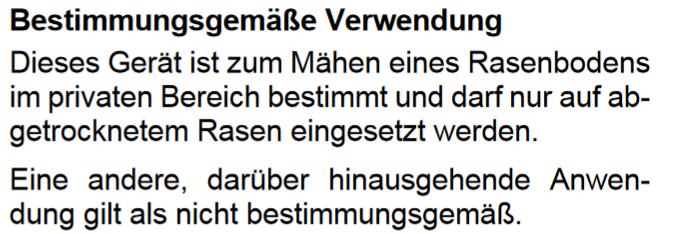 Bestimmungsgemäße Verwendung
Dieses Gerät ist zum Mähen eines Rasenbodens
im privaten Bereich bestimmt und darf nur auf ab-
getrocknetem Rasen eingesetzt werden.
Eine andere, darüber hinausgehende Anwen-
dung gilt als nicht bestimmungsgemäß.